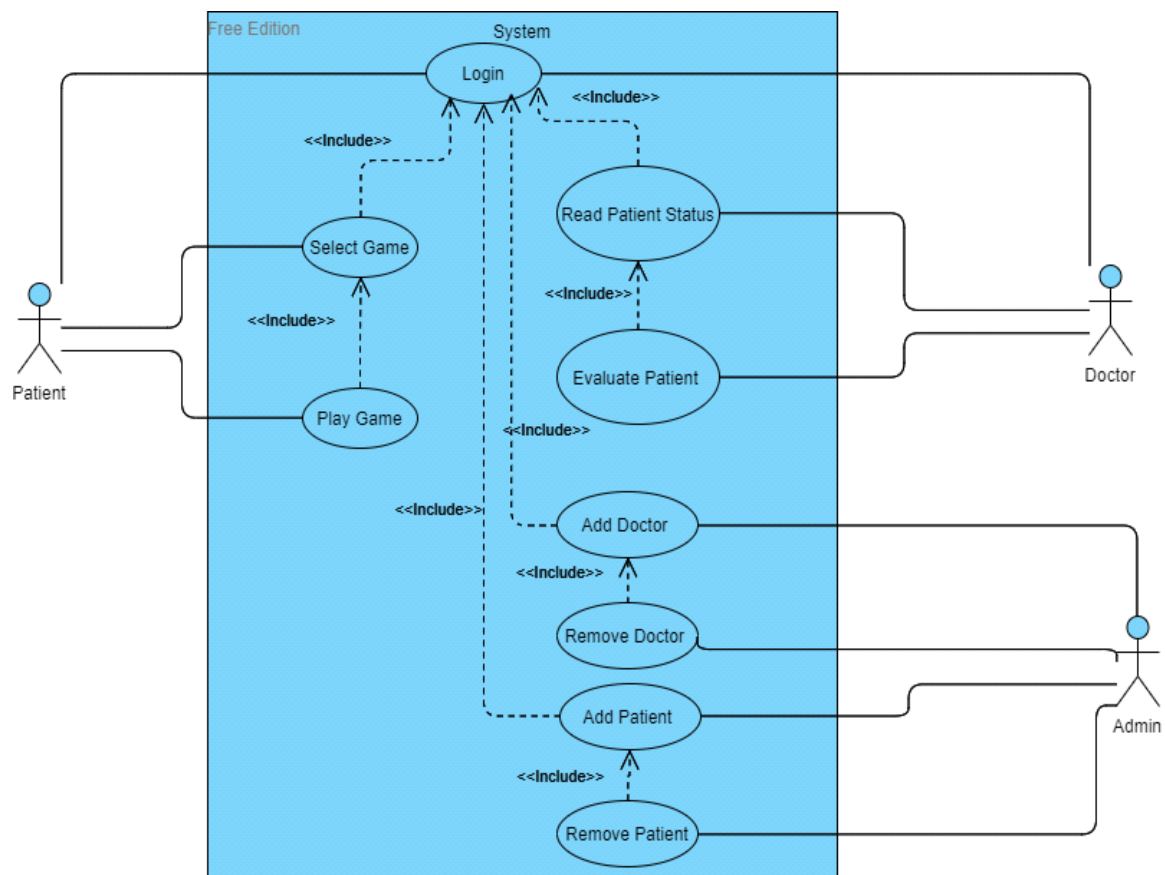 Free Edition
System
Login
<<Include>>
<<Include>>
Read Patient Status
Select Game
<<Include>>
<<Include>>
Patient
Doctor
Evaluate Patient
Play Game
<<Include>>
<<Include>>
Add Doctor
<<Include>>
Remove Doctor
Add Patient
Admin
<<Include>>
Remove Patient